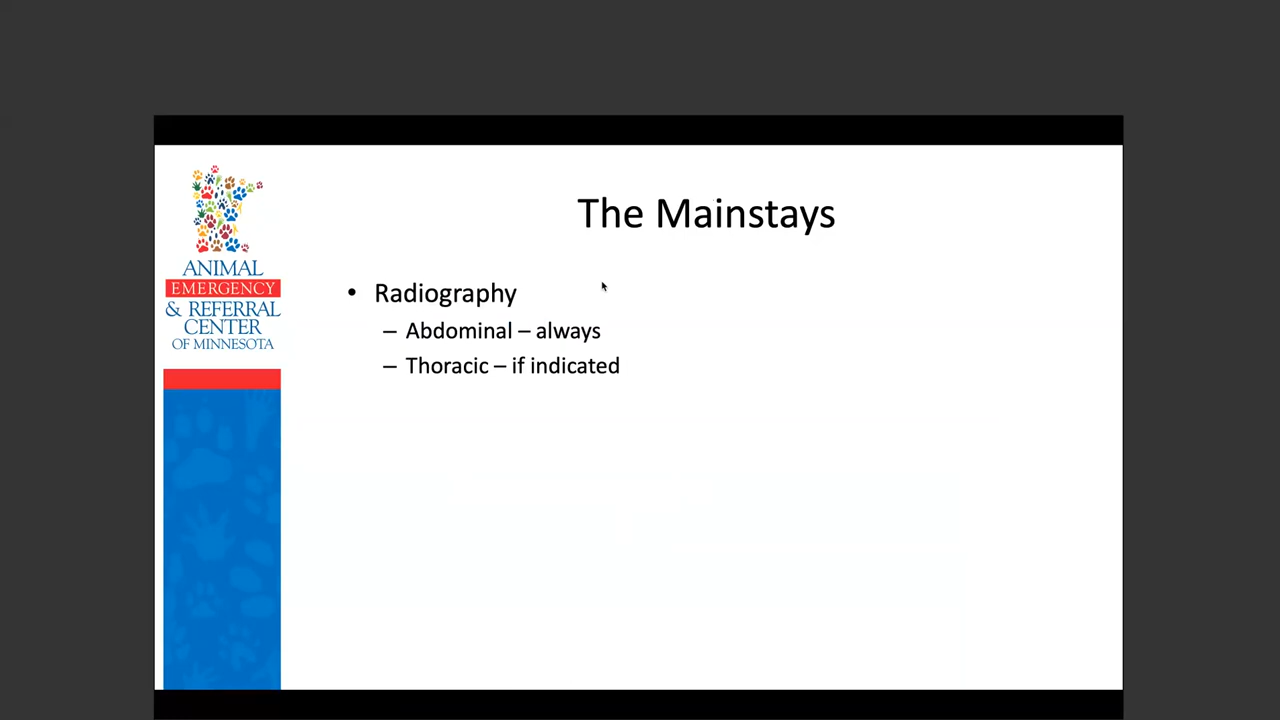 ANIMAL
EMERGENCY
& REFERRAL
CENTER
OF MINNESOTA
The Mainstays
• Radiography
– Abdominal – always
– Thoracic – if indicated